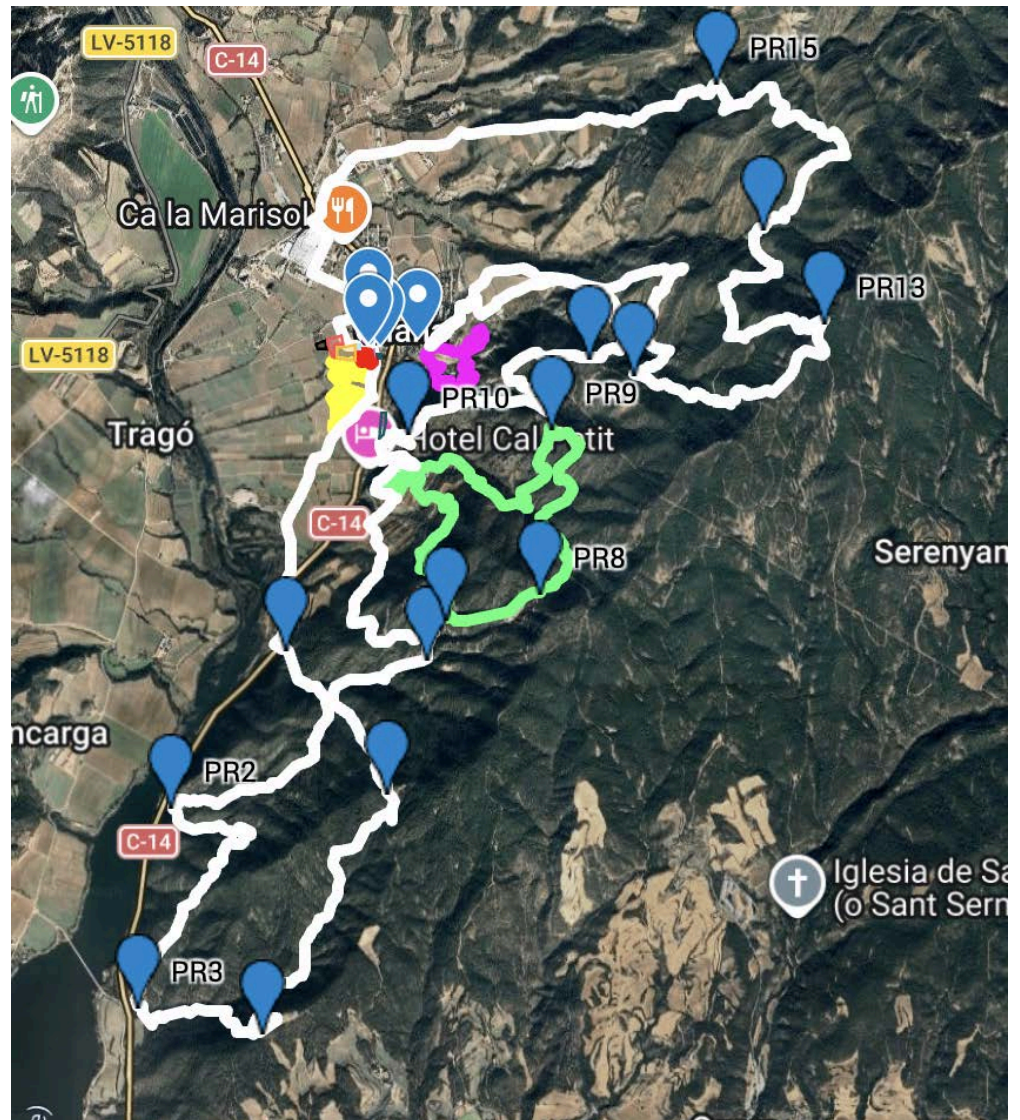 LV-5118
C-14
PR15
Ca la Marisol
PR13
LV-5118
PR10
PR9
Tragó
C-14
PR8
Serenyan
ncarga
PR2
C-14
Iglesia de Sa
(o Sant Sern
PR3